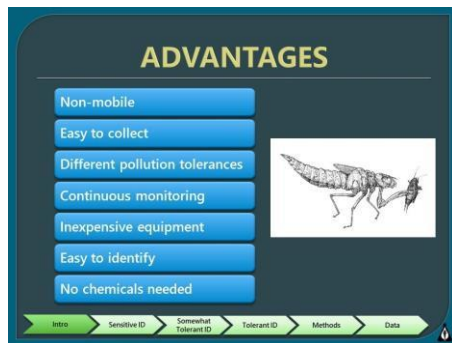 ADVANTAGES
Non-mobile
Easy to collect
Different pollution tolerances
Continuous monitoring
Inexpensive equipment
Easy to identify
No chemicals needed
Intro
Sensitive ID
Somewhat
Tolerant ID
Tolerant ID
Methods
Data